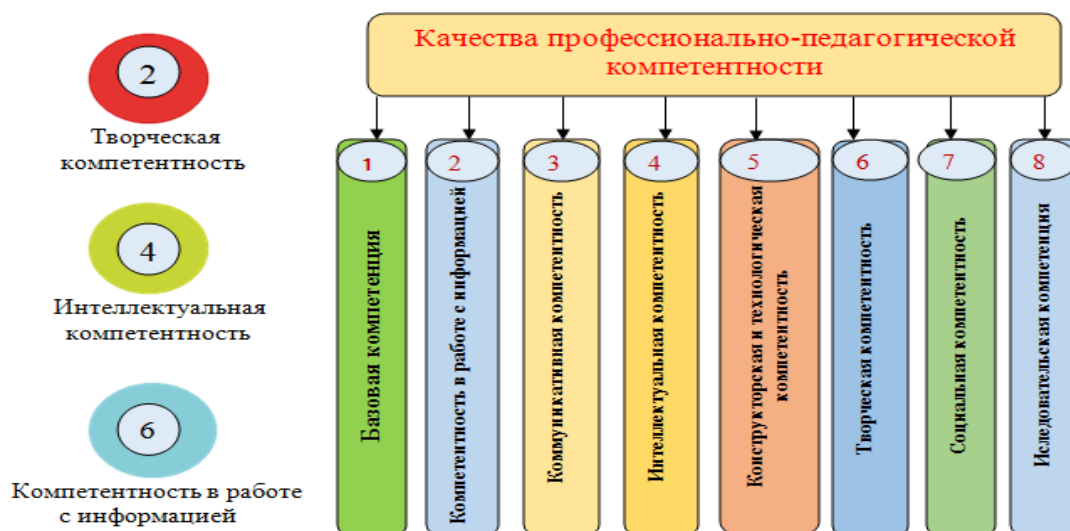 2
Творческая
компетентность
4
Интеллектуальная
компетентность
6
Компетентность в работе
с информацией
Качества профессионально-педагогической
компетентности
1
Базовая компетенция
2
Компетентность в работе с информацией
3
Коммуникативная компетентность
4
Интеллектуальная компетентность
5
Конструкторская и технологическая
компетентность
6
Творческая компетентность
7
Социальная компетентность
8
Иследовательская компетенция